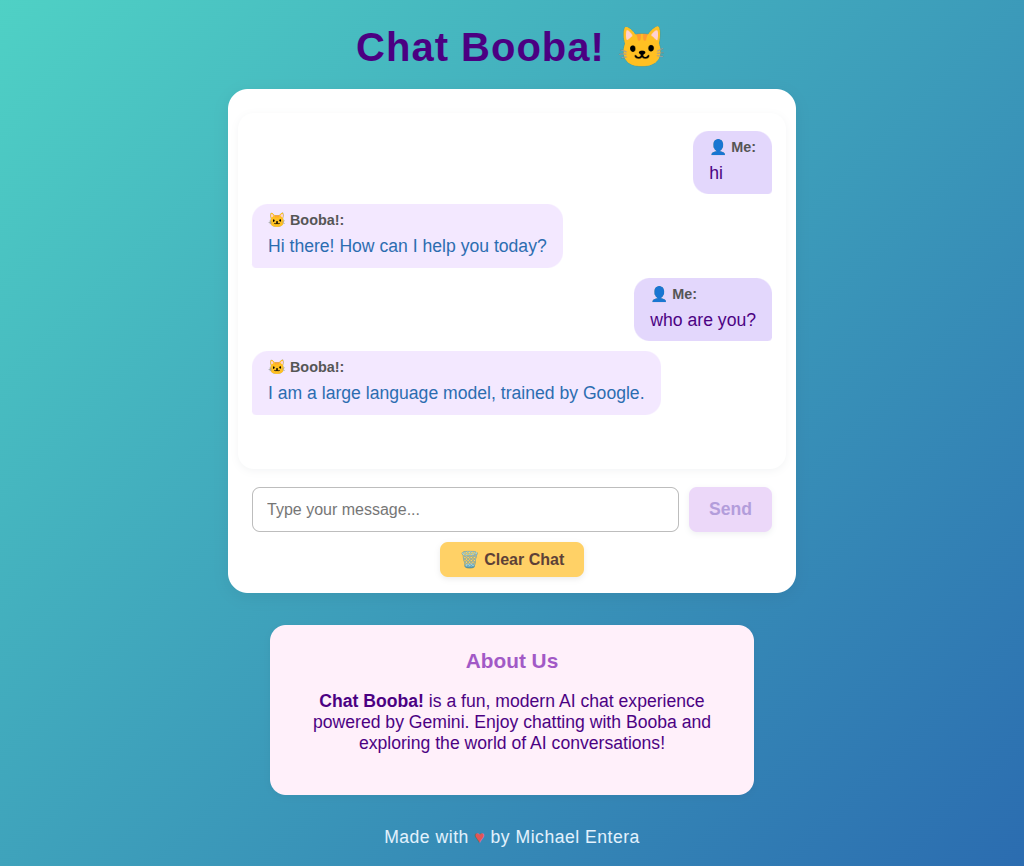 Chat Booba! 🐱
👤 Me:
hi
🐱 Booba!:
Hi there! How can I help you today?
👤 Me:
who are you?
🐱 Booba!:
I am a large language model, trained by Google.
Type your message...
Send
🗑️ Clear Chat
About Us
Chat Booba! is a fun, modern AI chat experience
powered by Gemini. Enjoy chatting with Booba and
exploring the world of AI conversations!
Made with ♥ by Michael Entera